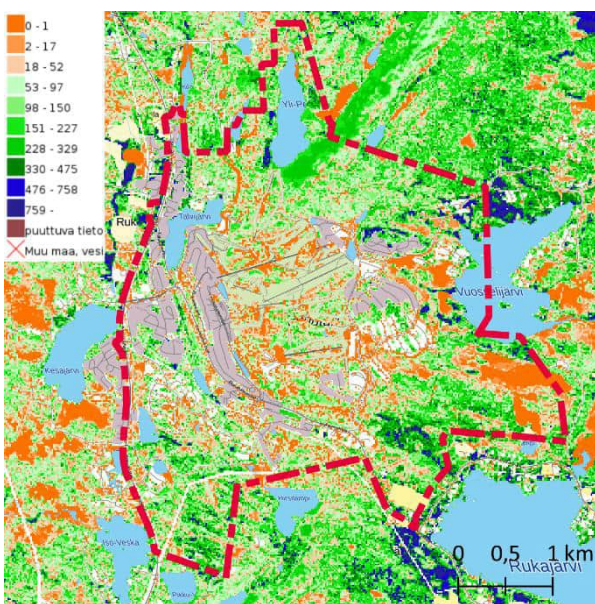 0 - 1
2 - 17
18 - 52
53 - 97
98 - 150
151 - 227
228 - 329
330 - 475
476 - 758
759 -
puuttuva tieto
Muu maa, vesi
Yli-P
Ruk
Talvijärvi
Vuosselijärvi
Kesäjärvi
Iso-Veska
0 0,5 1 km
Rukajärvi